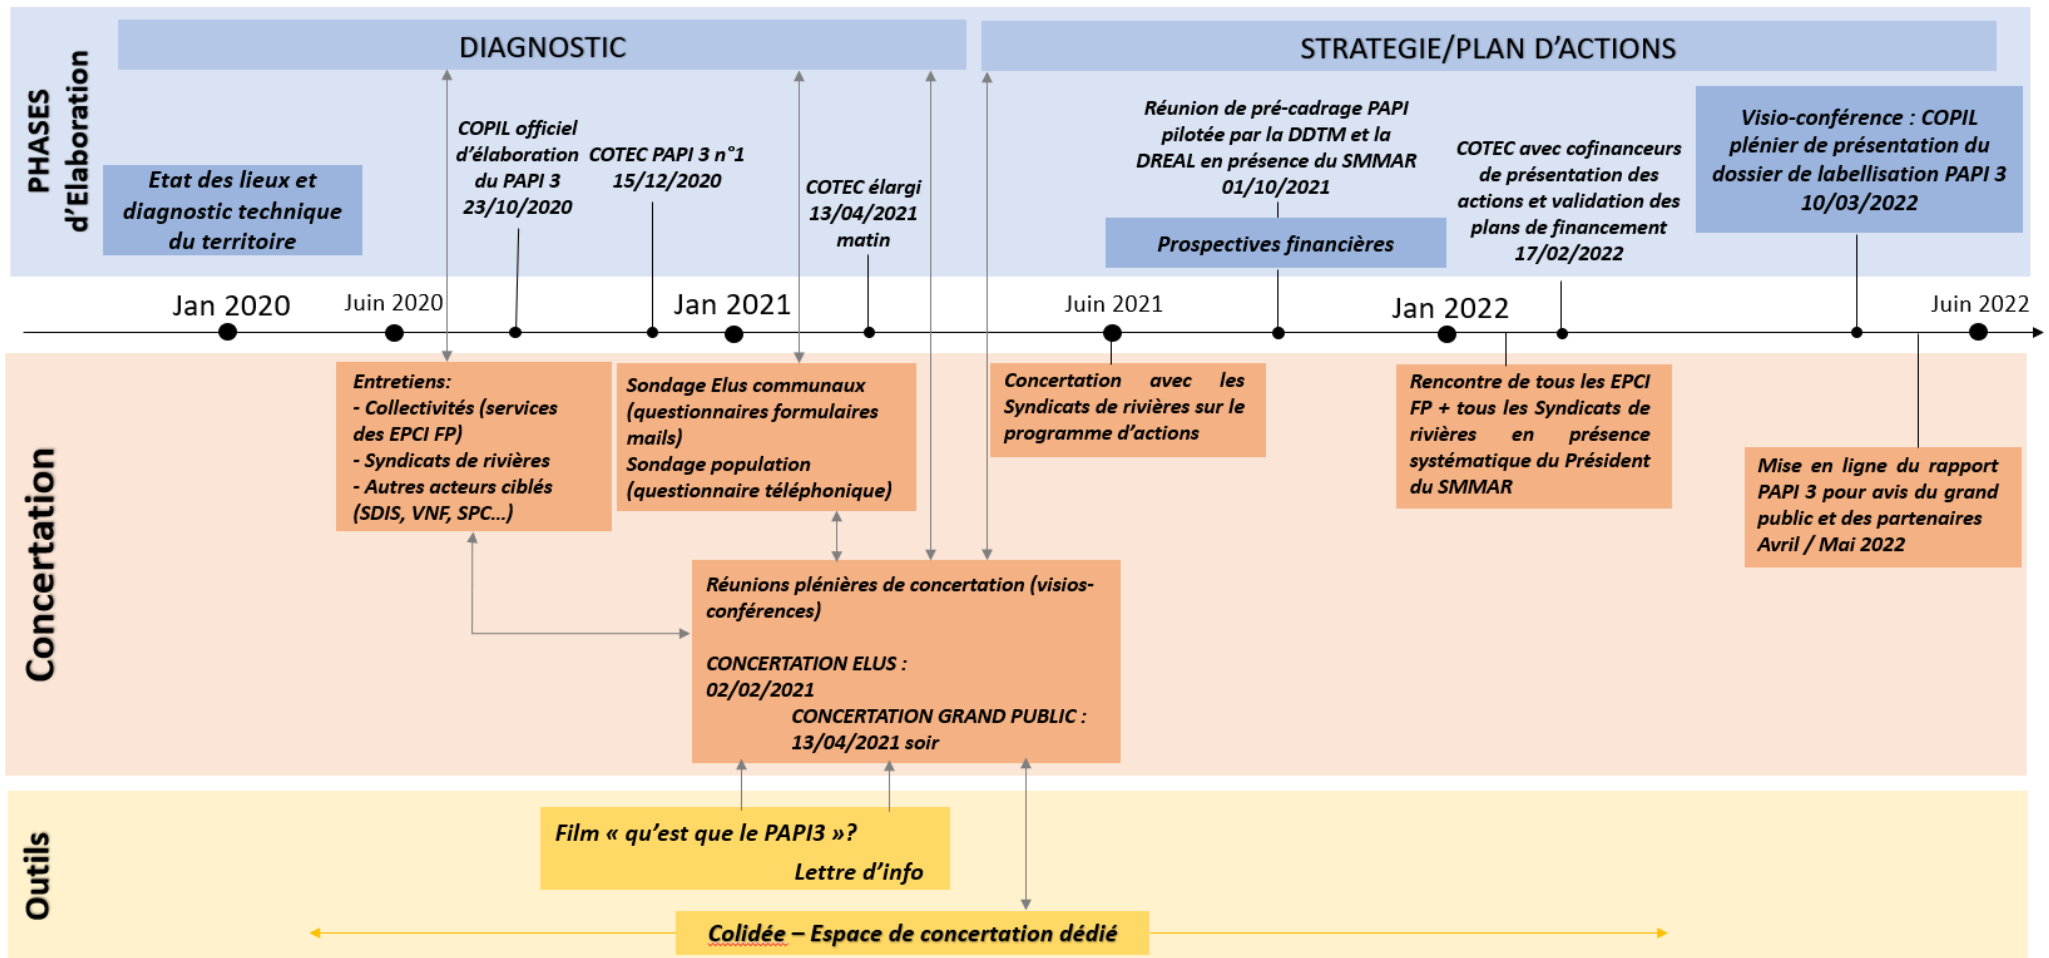 PHASES
d’Elaboration
DIAGNOSTIC
STRATEGIE/PLAN D’ACTIONS
Etat des lieux et
diagnostic technique
du territoire
COPIL officiel
d’élaboration
du PAPI 3
23/10/2020
COTEC PAPI 3 n°1
15/12/2020
COTEC élargi
13/04/2021
matin
Réunion de pré-cadrage PAPI
pilotée par la DDTM et la
DREAL en présence du SMMAR
01/10/2021
Prospectives financières
COTEC avec cofinanceurs
de présentation des
actions et validation des
plans de financement
17/02/2022
Visio-conférence : COPIL
plénier de présentation du
dossier de labellisation PAPI 3
10/03/2022
Jan 2020
Juin 2020
Jan 2021
Juin 2021
Jan 2022
Juin 2022
Concertation
Entretiens:
- Collectivités (services
des EPCI FP)
- Syndicats de rivières
- Autres acteurs ciblés
(SDIS, VNF, SPC...)
Sondage Elus communaux
(questionnaires formulaires
mails)
Sondage population
(questionnaire téléphonique)
Concertation avec les
Syndicats de rivières sur le
programme d’actions
Rencontre de tous les EPCI
FP + tous les Syndicats de
rivières en présence
systématique du Président
du SMMAR
Mise en ligne du rapport
PAPI 3 pour avis du grand
public et des partenaires
Avril / Mai 2022
Réunions plénières de concertation (visios-
conférences)
CONCERTATION ELUS :
02/02/2021
CONCERTATION GRAND PUBLIC :
13/04/2021 soir
Outils
Film « qu’est que le PAPI3 »?
Lettre d’info
Colidée – Espace de concertation dédié